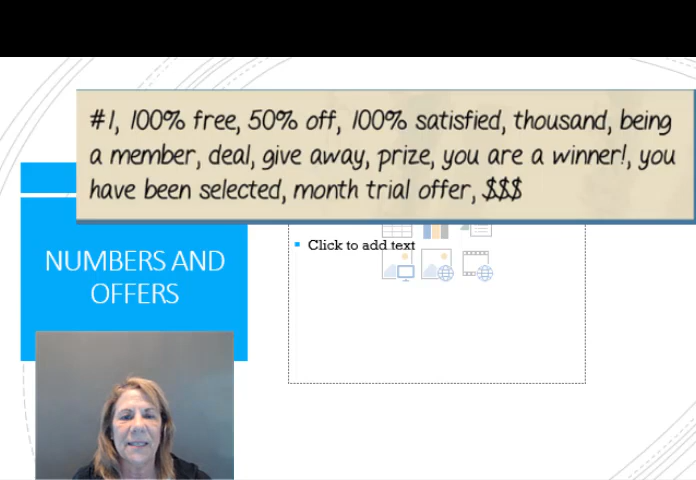 #1, 100% free, 50% off, 100% satisfied, thousand, being
a member, deal, give away, prize, you are a winner!, you
have been selected, month trial offer, $$$
Click to add text
NUMBERS AND
OFFERS